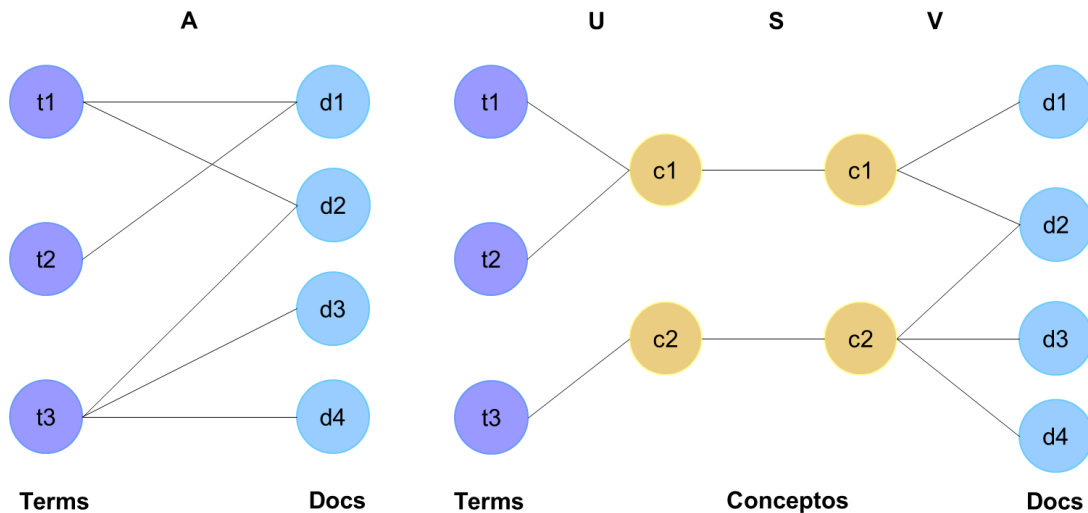 A
U S V
t1 d1 t1 d1
c1 c1
d2 d2
t2 t2
d3 c2 c2 d3
t3 d4 t3 d4
Terms Docs Terms Conceptos Docs